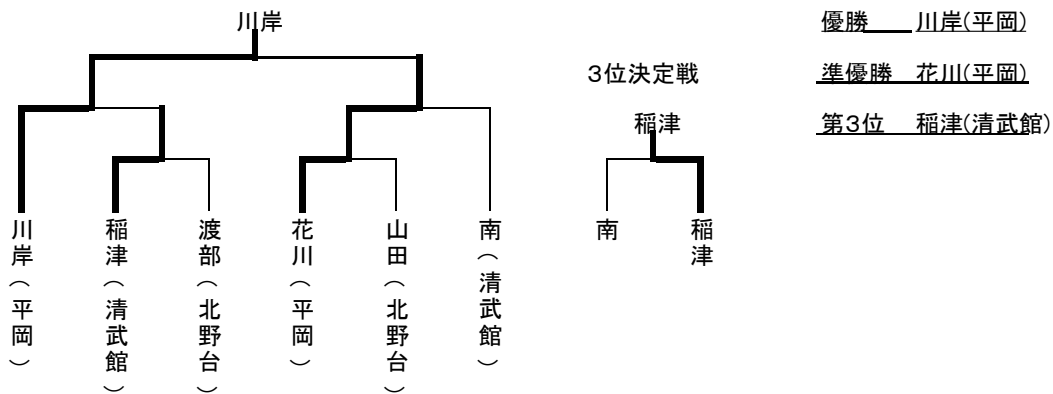 川岸
優勝 川岸(平岡)
3位決定戦
準優勝 花川(平岡)
稲津
第3位 稲津(清武館)
川岸(平岡)
稲津(清武館)
渡部(北野台)
花川(平岡)
山田(北野台)
南(清武館)
南
稲津